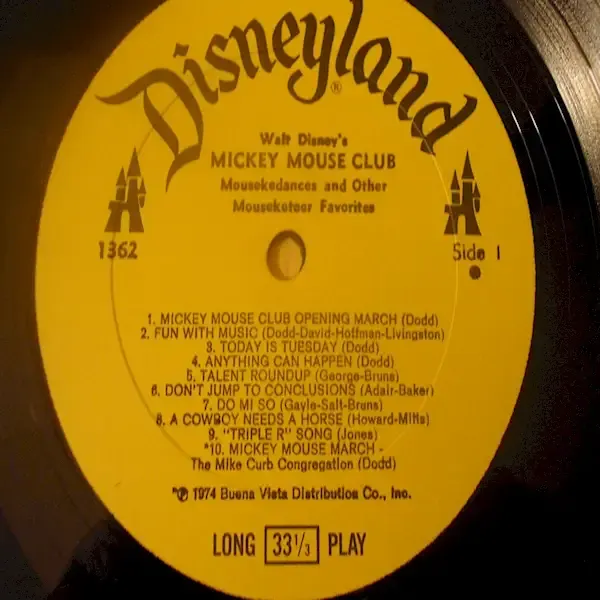 Disneyland®
Walt Disney's
MICKEY MOUSE CLUB
Mousekedances and Other
Mouseketeer Favorites
1362
Side 1
1. MICKEY MOUSE CLUB OPENING MARCH (Dodd)
2. FUN WITH MUSIC (Dodd-David-Hoffman-Livingston)
3. TODAY IS TUESDAY (Dodd)
4. ANYTHING CAN HAPPEN (Dodd)
5. TALENT ROUNDUP (George-Bruns)
6. DON'T JUMP TO CONCLUSIONS (Adair-Baker)
7. DO MI SO (Gayle-Salt-Bruns)
8. A COWBOY NEEDS A HORSE (Howard-Mills)
9. "TRIPLE R" SONG (Jones)
*10. MICKEY MOUSE MARCH -
The Mike Curb Congregation (Dodd)
*℗ 1974 Buena Vista Distribution Co., Inc.
LONG 33⅓ PLAY